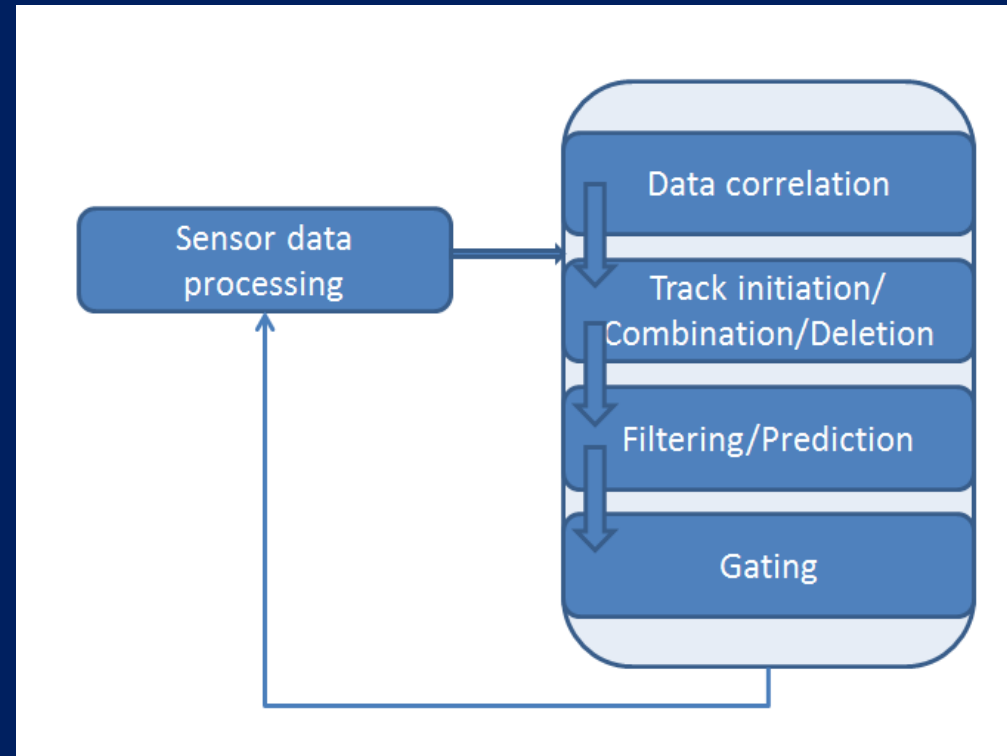 Sensor data
processing
Data correlation
Track initiation/
Combination/Deletion
Filtering/Prediction
Gating